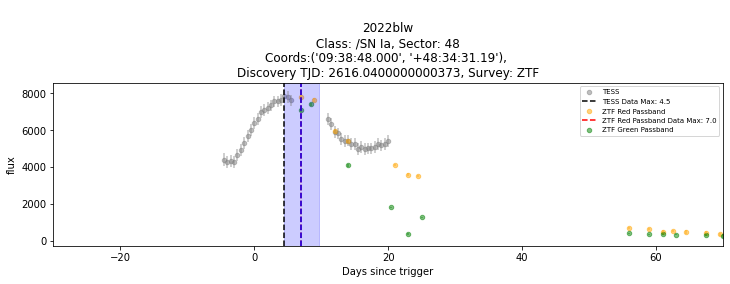 2022blw
Class: /SN Ia, Sector: 48
Coords:('09:38:48.000', '+48:34:31.19'),
Discovery TJD: 2616.0400000000373, Survey: ZTF
8000
6000
4000
2000
0
flux
TESS
TESS Data Max: 4.5
ZTF Red Passband
ZTF Red Passband Data Max: 7.0
ZTF Green Passband
−20
0
20
40
60
Days since trigger